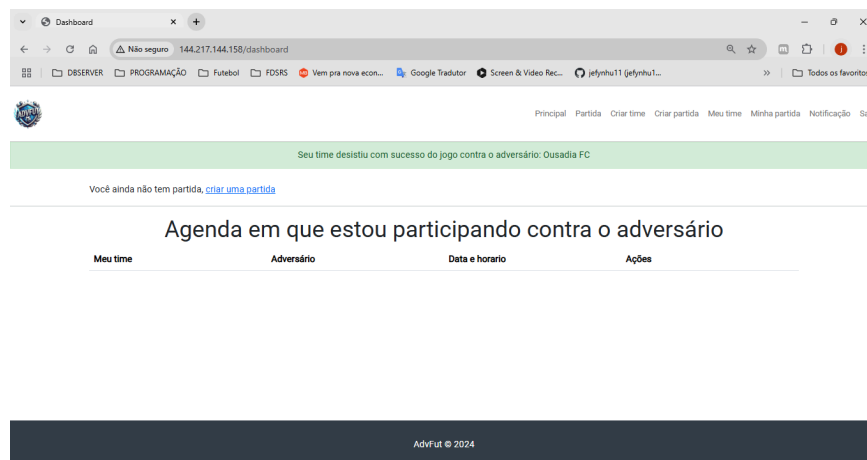 Dashboard
Não seguro 144.217.144.158/dashboard
DBSERVER PROGRAMAÇÃO Futebol FDSRS Vem pra nova econ... Google Tradutor Screen & Video Rec... jefynhu11 (jefynhu1... » Todos os favoritos
ADVFUT
Principal Partida Criar time Criar partida Meu time Minha partida Notificação Sa
Seu time desistiu com sucesso do jogo contra o adversário: Ousadia FC
Você ainda não tem partida, criar uma partida
Agenda em que estou participando contra o adversário
Meu time Adversário Data e horario Ações
AdvFut © 2024